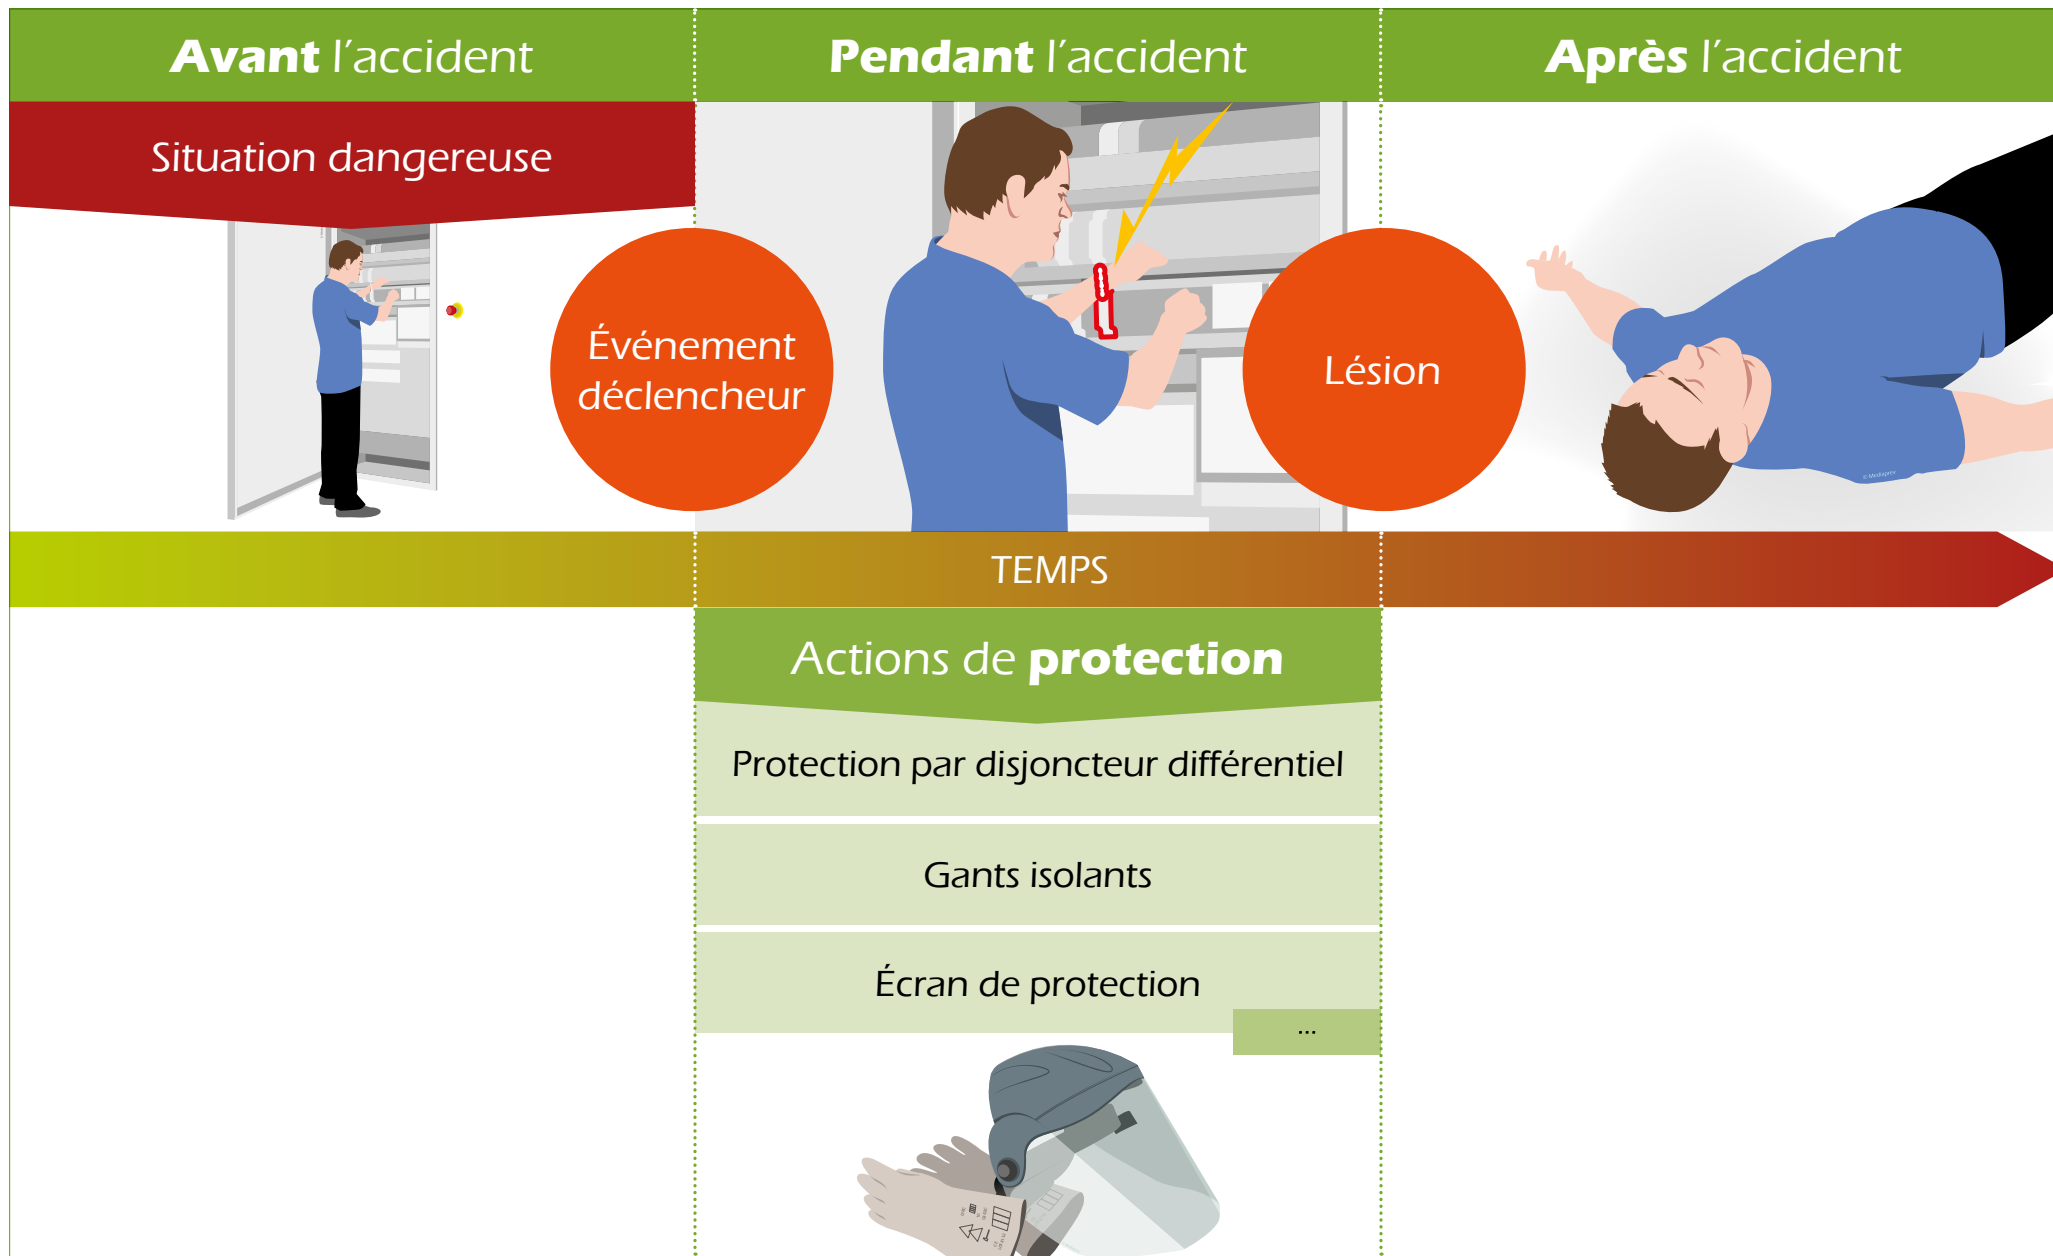 Avant l'accident
Pendant l'accident
Après l'accident
Situation dangereuse
Événement
déclencheur
Lésion
© Médiaprev
TEMPS
Actions de protection
Protection par disjoncteur différentiel
Gants isolants
Écran de protection
...